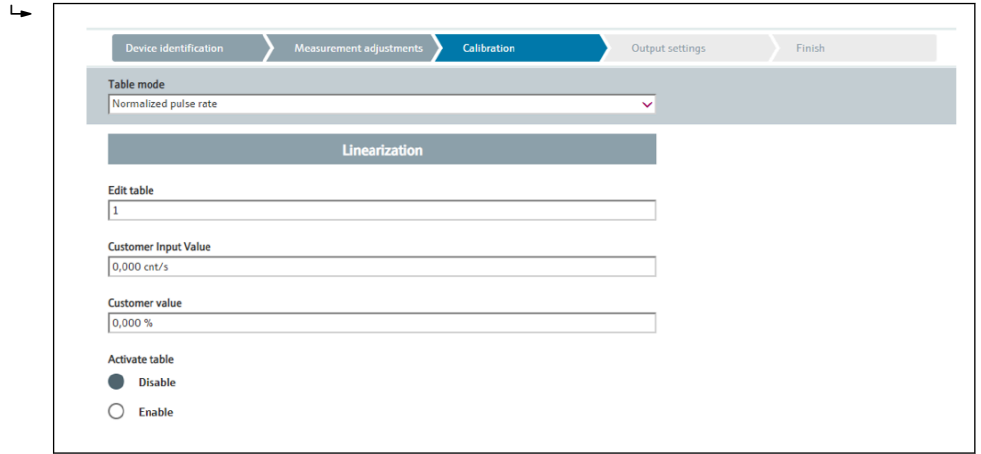 Device identification
Measurement adjustments
Calibration
Output settings
Finish
Table mode
Normalized pulse rate
Linearization
Edit table
1
Customer Input Value
0,000 cnt/s
Customer value
0,000 %
Activate table
Disable
Enable